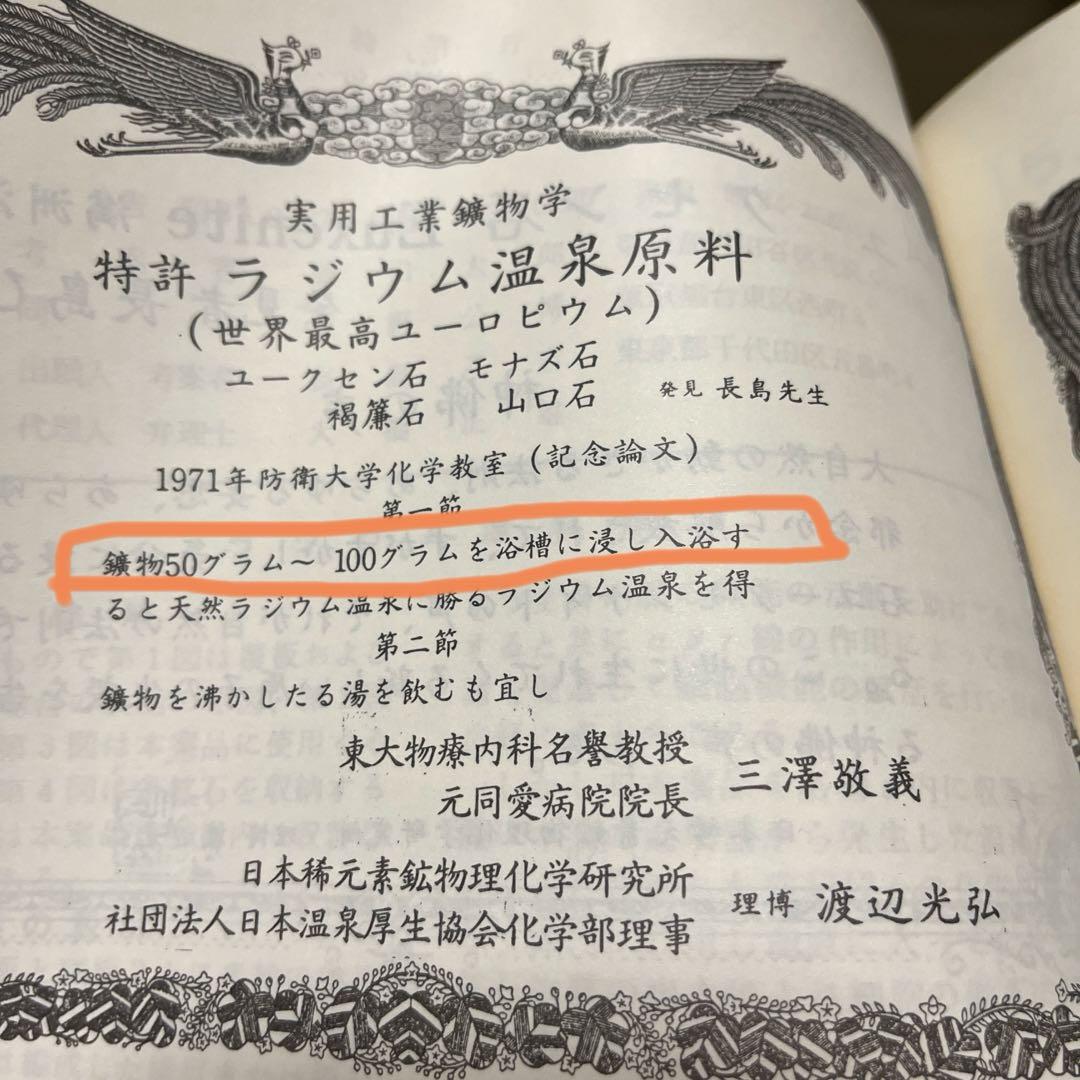 実用工業鑛物学
特許 ラジウム温泉原料
(世界最高ユーロピウム)
ユークセン石 モナズ石
褐簾石 山口石 発見 長島先生
1971年防衛大学化学教室 (記念論文)
第一節
鑛物50グラム〜 100グラムを浴槽に浸し入浴す
ると天然ラジウム温泉に勝るラジウム温泉を得
第二節
鑛物を沸かしたる湯を飲むも宜し
東大物療内科名譽教授
元同愛病院院長
三澤敬義
日本稀元素鉱物理化学研究所
社団法人日本温泉厚生協会化学部理事
理博 渡辺光弘